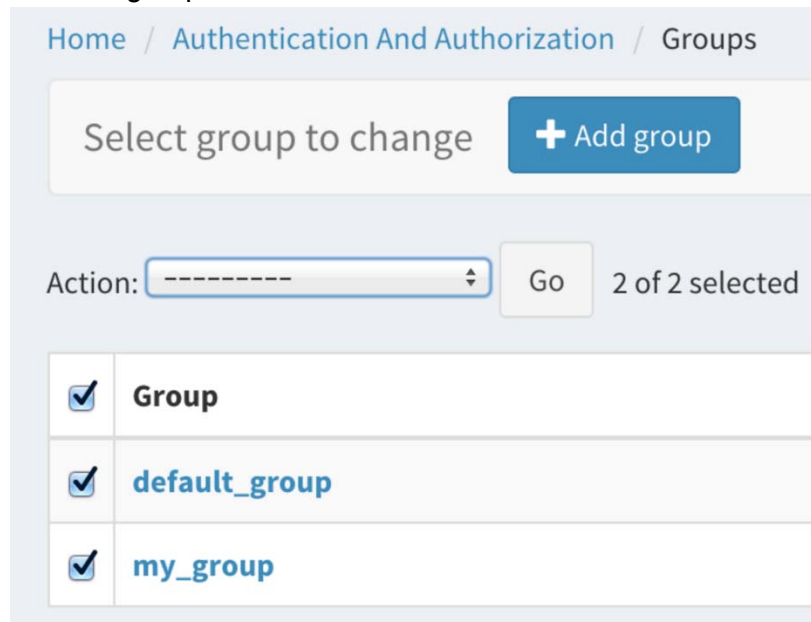 Home / Authentication And Authorization / Groups
Select group to change + Add group
Action: --------- Go 2 of 2 selected
Group
default_group
my_group